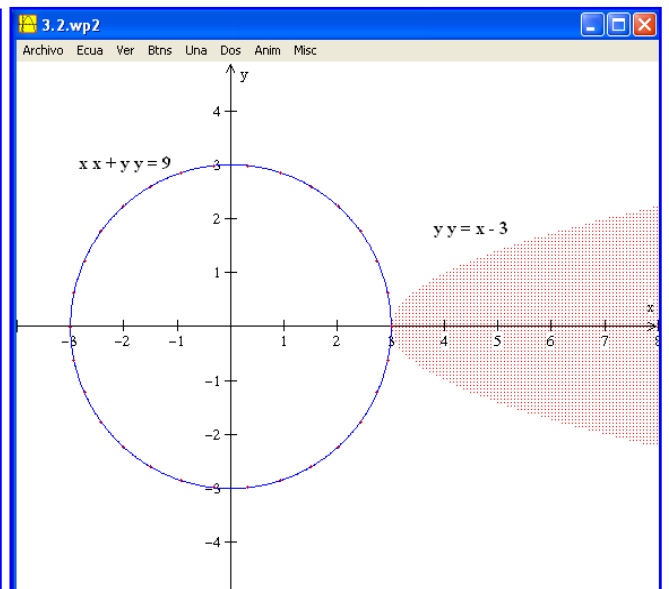 3.2.wp2
Archivo Ecua Ver Btns Una Dos Anim Misc
y
4
x x + y y = 9
3
2
y y = x - 3
1
x
-3 -2 -1 1 2 3 4 5 6 7 8
-1
-2
-3
-4